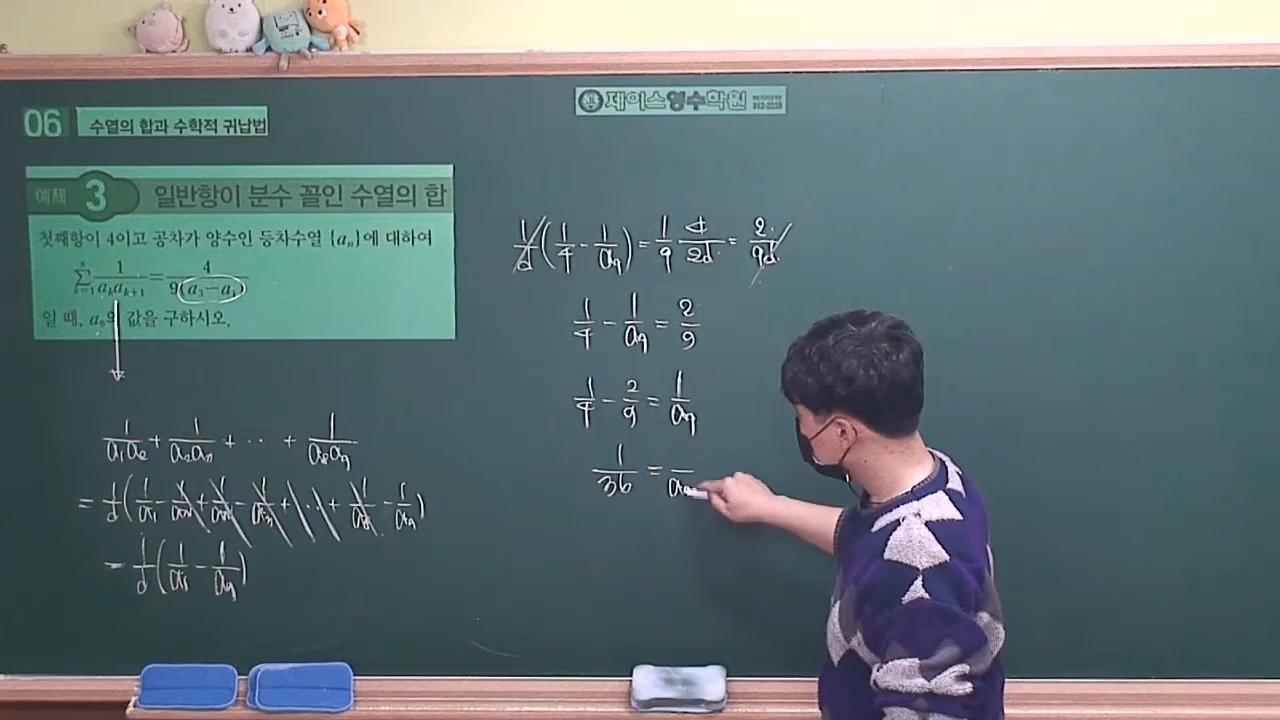 제이스영수학원
06 수열의 합과 수학적 귀납법
예제 3 일반항이 분수 꼴인 수열의 합
첫째항이 4이고 공차가 양수인 등차수열 {aₙ}에 대하여
∑ k=1 1/(aₖaₖ₊₁) = 4/(9(a₃−a₁))
일 때, a₉의 값을 구하시오.
1/(a₁a₂) + 1/(a₂a₃) + ⋯ + 1/(a₈a₉)
= 1/d (1/a₁ − 1/a₂ + 1/a₂ − 1/a₃ + ⋯ + 1/a₈ − 1/a₉)
= 1/d (1/a₁ − 1/a₉)
1/d (1/4 − 1/a₉) = 1/9 4/2d = 2/9d
1/4 − 1/a₉ = 2/9
1/4 − 2/9 = 1/a₉
1/36 =